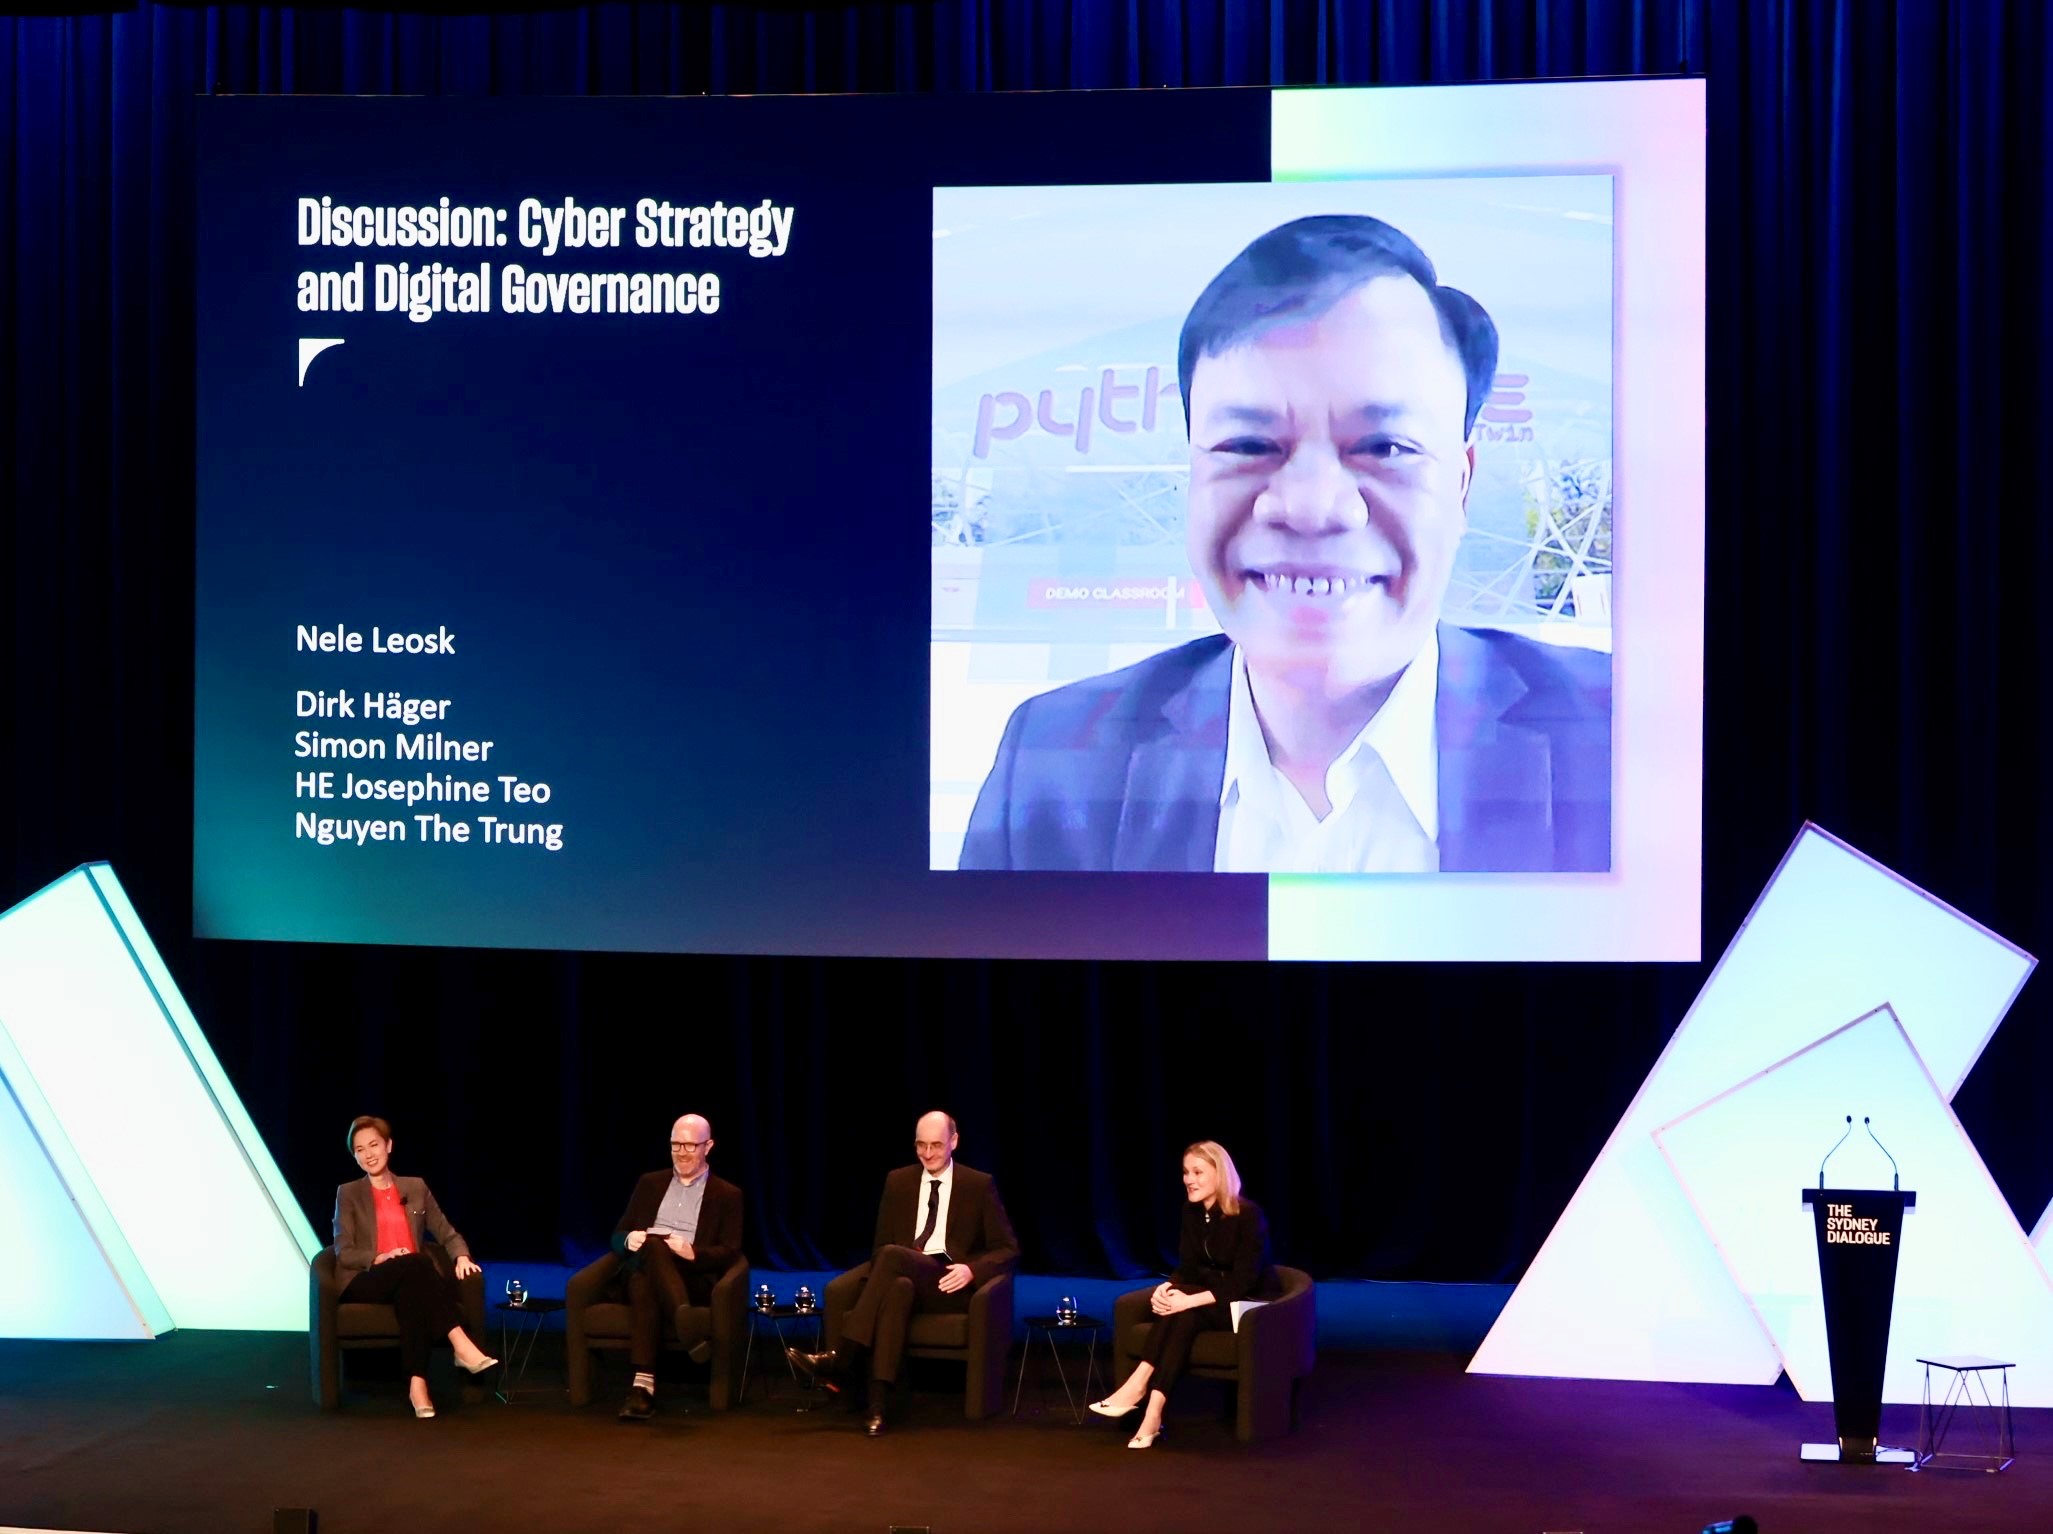 Discussion: Cyber Strategy
and Digital Governance
Nele Leosk
Dirk Häger
Simon Milner
HE Josephine Teo
Nguyen The Trung
Twin
DEMO CLASSROOM
THE
SYDNEY
DIALOGUE